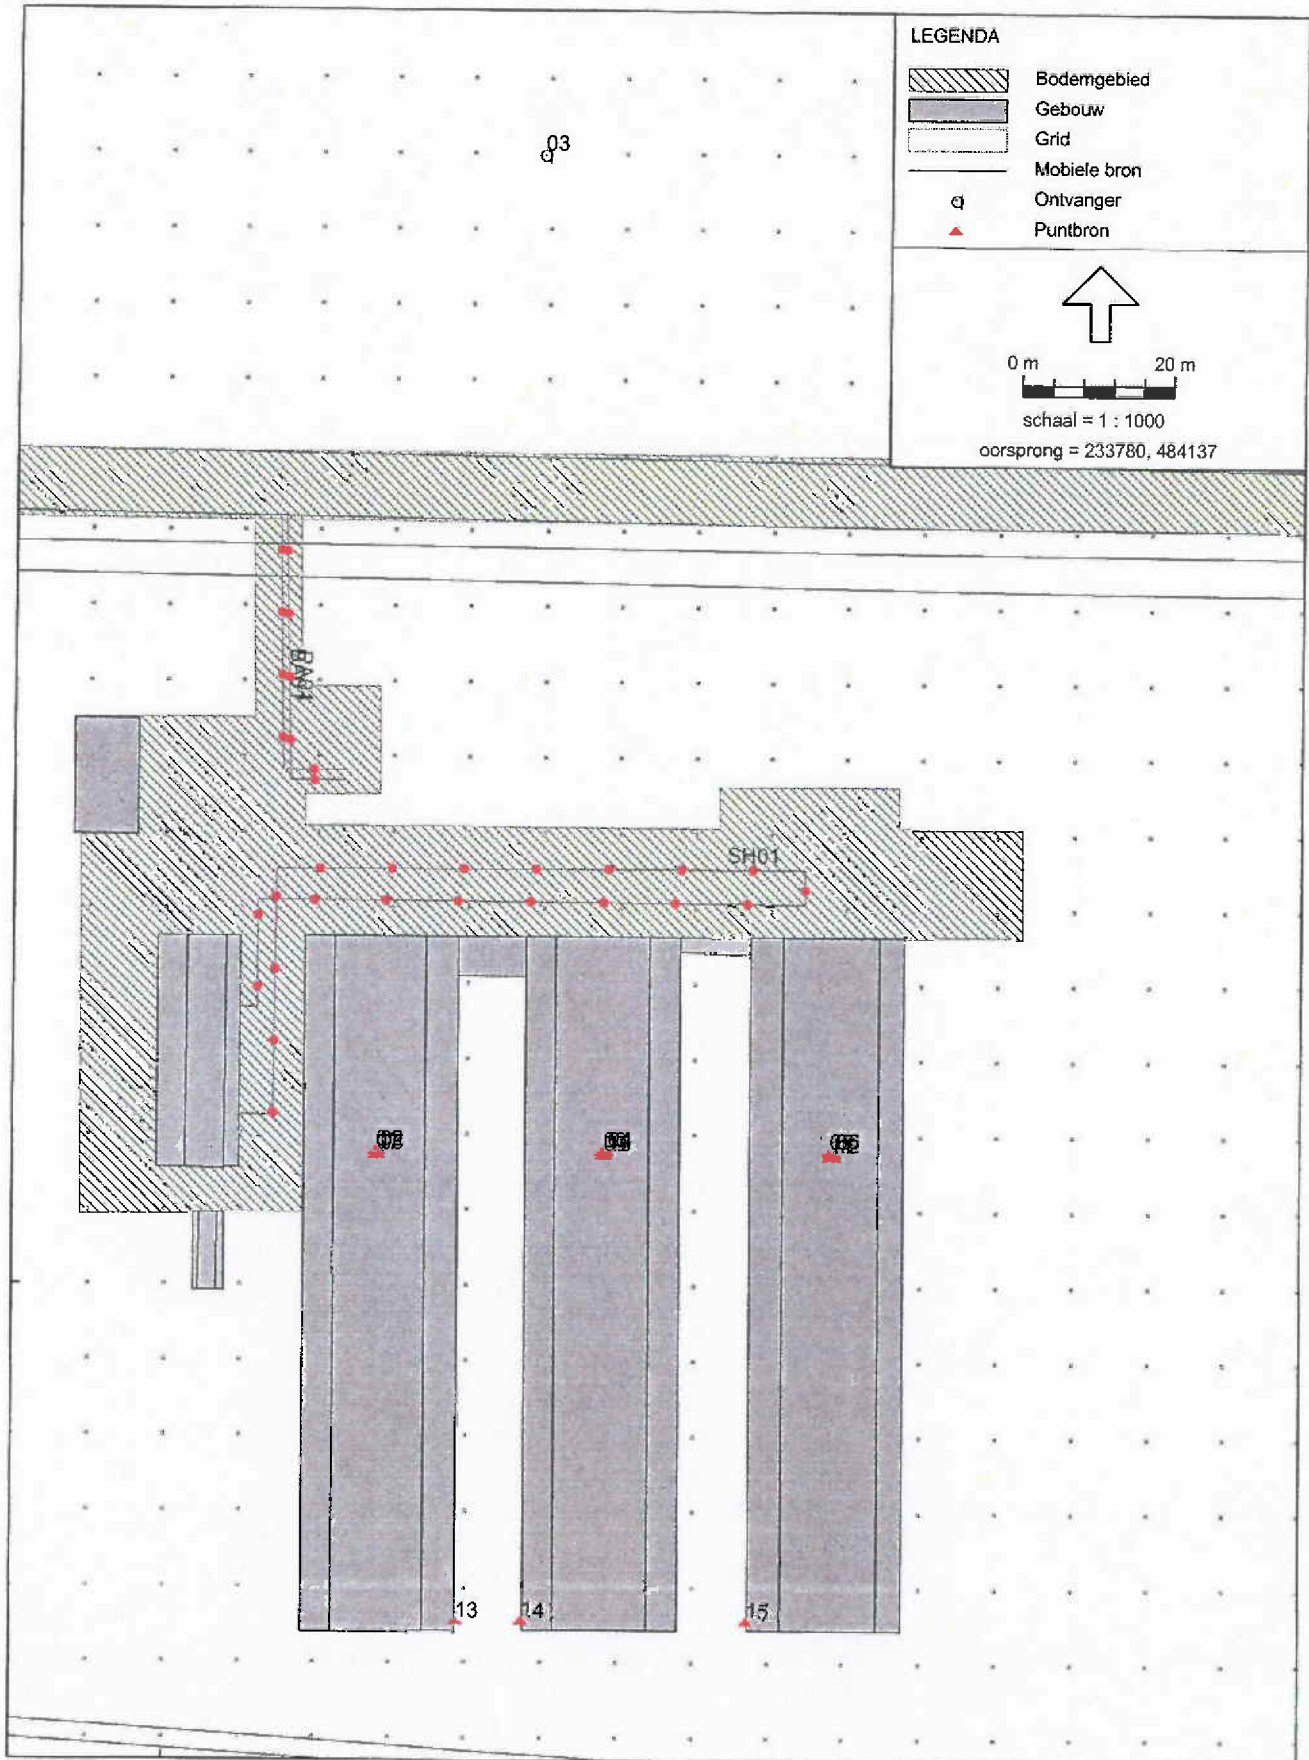 LEGENDA
Bodemgebied
Gebouw
Grid
Mobiele bron
Ontvanger
Puntbron
03
0 m 20 m
schaal = 1 : 1000
oorsprong = 233780, 484137
SH01
13
14
15